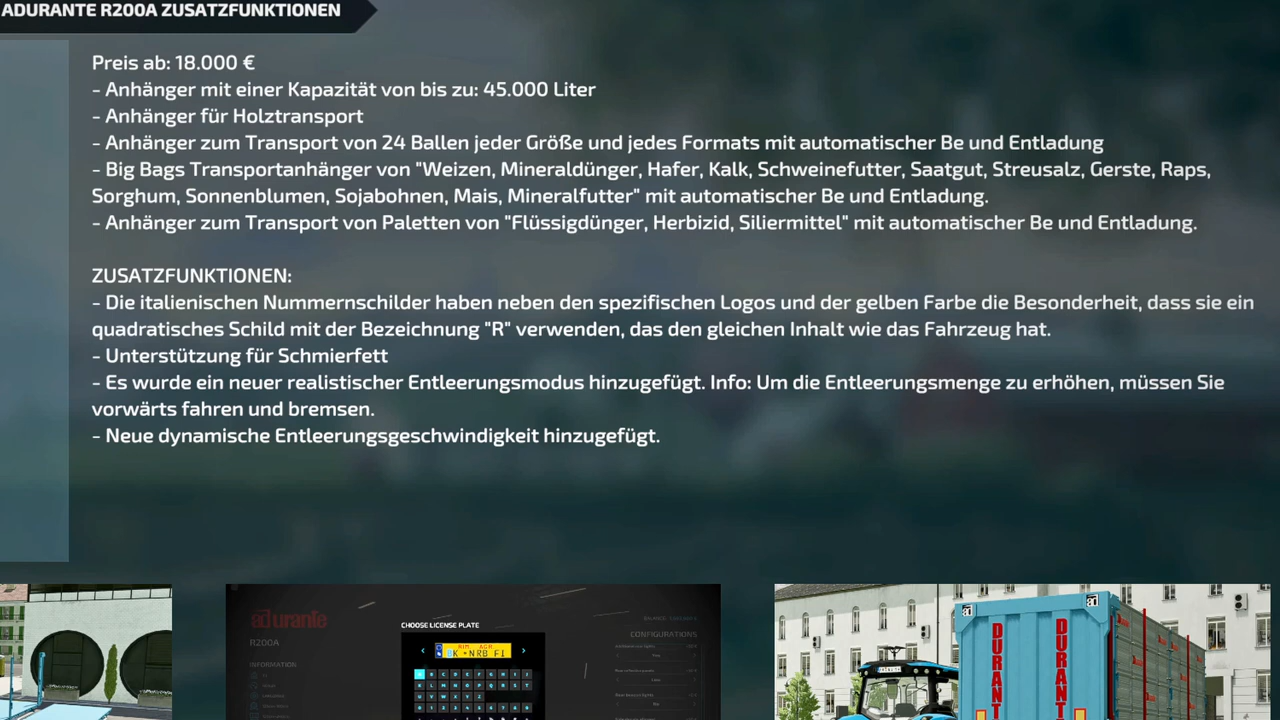 ADURANTE R200A ZUSATZFUNKTIONEN
Preis ab: 18.000 €
- Anhänger mit einer Kapazität von bis zu: 45.000 Liter
- Anhänger für Holztransport
- Anhänger zum Transport von 24 Ballen jeder Größe und jedes Formats mit automatischer Be und Entladung
- Big Bags Transportanhänger von "Weizen, Mineraldünger, Hafer, Kalk, Schweinefutter, Saatgut, Streusalz, Gerste, Raps,
Sorghum, Sonnenblumen, Sojabohnen, Mais, Mineralfutter" mit automatischer Be und Entladung.
- Anhänger zum Transport von Paletten von "Flüssigdünger, Herbizid, Siliermittel" mit automatischer Be und Entladung.
ZUSATZFUNKTIONEN:
- Die italienischen Nummernschilder haben neben den spezifischen Logos und der gelben Farbe die Besonderheit, dass sie ein
quadratisches Schild mit der Bezeichnung "R" verwenden, das den gleichen Inhalt wie das Fahrzeug hat.
- Unterstützung für Schmierfett
- Es wurde ein neuer realistischer Entleerungsmodus hinzugefügt. Info: Um die Entleerungsmenge zu erhöhen, müssen Sie
vorwärts fahren und bremsen.
- Neue dynamische Entleerungsgeschwindigkeit hinzugefügt.
adurante
R200A
INFORMATION
CHOOSE LICENSE PLATE
BALANCE:
CONFIGURATIONS
DURANT
DURANT